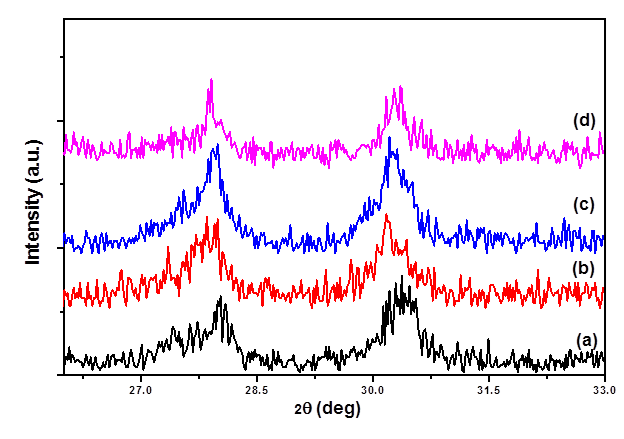 Intensity (a.u.)
(d)
(c)
(b)
(a)
27.0 28.5 30.0 31.5 33.0
2θ (deg)